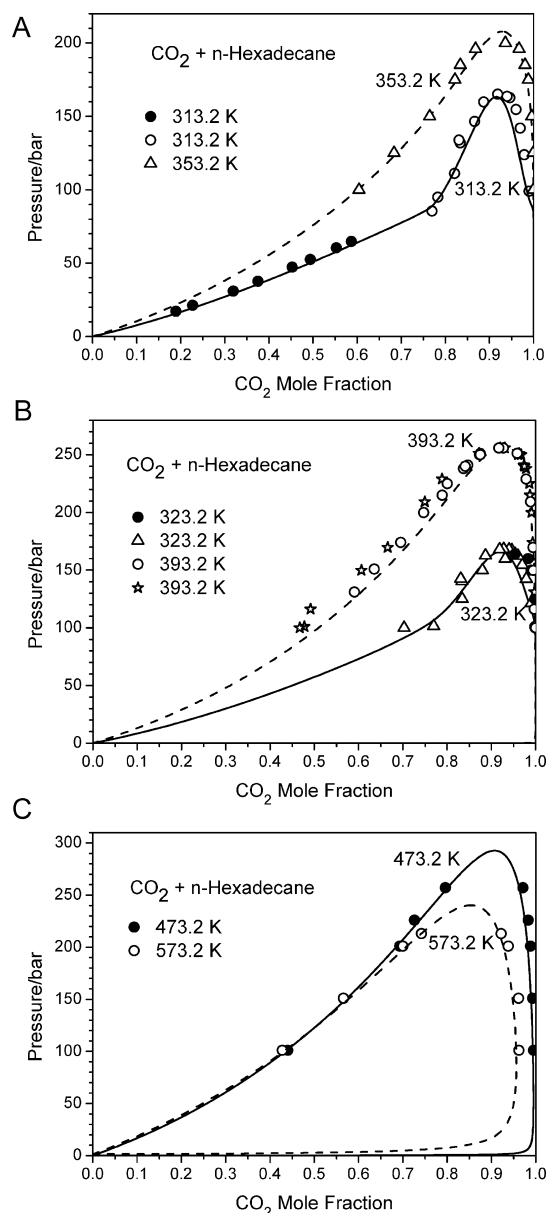 A
CO2 + n-Hexadecane
313.2 K
313.2 K
353.2 K
353.2 K
313.2 K
Pressure/bar
200
150
100
50
0
0.0 0.1 0.2 0.3 0.4 0.5 0.6 0.7 0.8 0.9 1.0
CO2 Mole Fraction
B
CO2 + n-Hexadecane
323.2 K
323.2 K
393.2 K
393.2 K
393.2 K
323.2 K
Pressure/bar
250
200
150
100
50
0
0.0 0.1 0.2 0.3 0.4 0.5 0.6 0.7 0.8 0.9 1.0
CO2 Mole Fraction
C
CO2 + n-Hexadecane
473.2 K
573.2 K
473.2 K
573.2 K
Pressure/bar
300
250
200
150
100
50
0
0.0 0.1 0.2 0.3 0.4 0.5 0.6 0.7 0.8 0.9 1.0
CO2 Mole Fraction